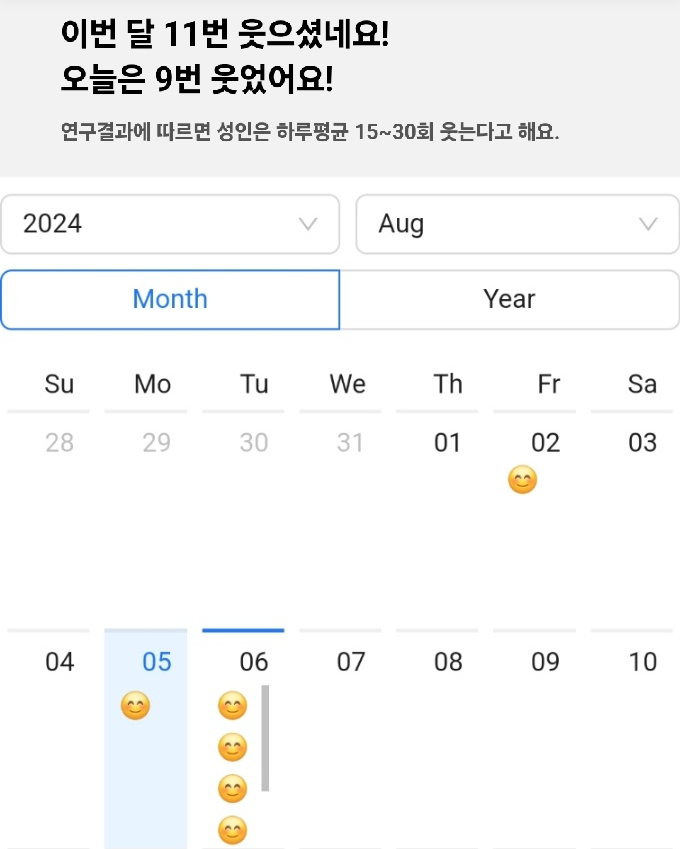 이번 달 11번 웃으셨네요!
오늘은 9번 웃었어요!
연구결과에 따르면 성인은 하루평균 15~30회 웃는다고 해요.
2024 Aug
Month Year
Su Mo Tu We Th Fr Sa
28 29 30 31 01 02 03
04 05 06 07 08 09 10